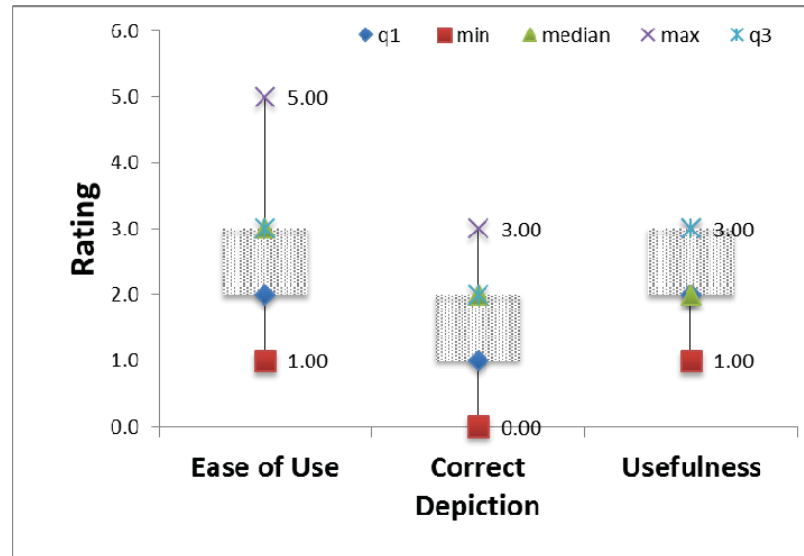 6.0
q1 min median max q3
5.0
5.00
4.0
3.0
3.00
3.00
2.0
1.0
1.00
1.00
0.0
0.00
Rating
Ease of Use
Correct
Depiction
Usefulness